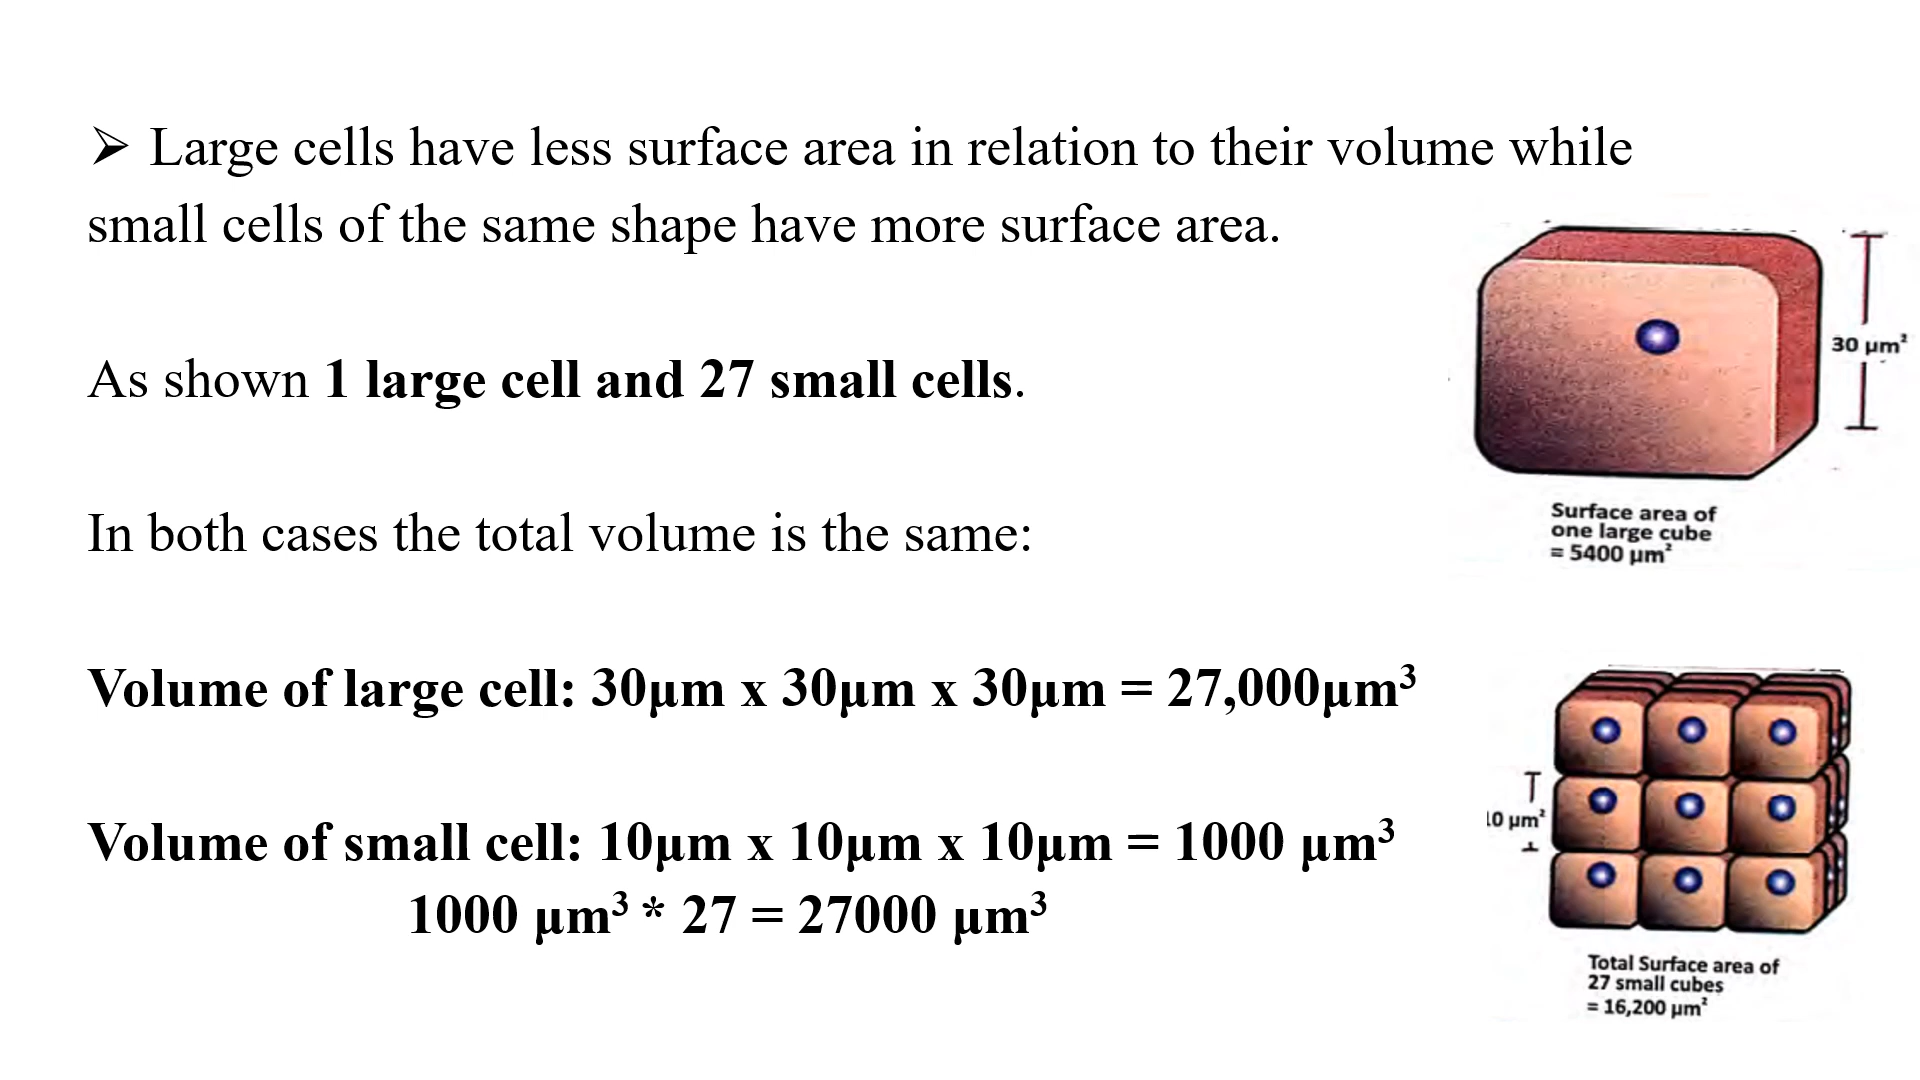 ➢ Large cells have less surface area in relation to their volume while
small cells of the same shape have more surface area.
As shown 1 large cell and 27 small cells.
In both cases the total volume is the same:
Volume of large cell: 30µm x 30µm x 30µm = 27,000µm³
Volume of small cell: 10µm x 10µm x 10µm = 1000 µm³
1000 µm³ * 27 = 27000 µm³
30 µm²
Surface area of
one large cube
= 5400 µm²
10 µm²
Total Surface area of
27 small cubes
= 16,200 µm²